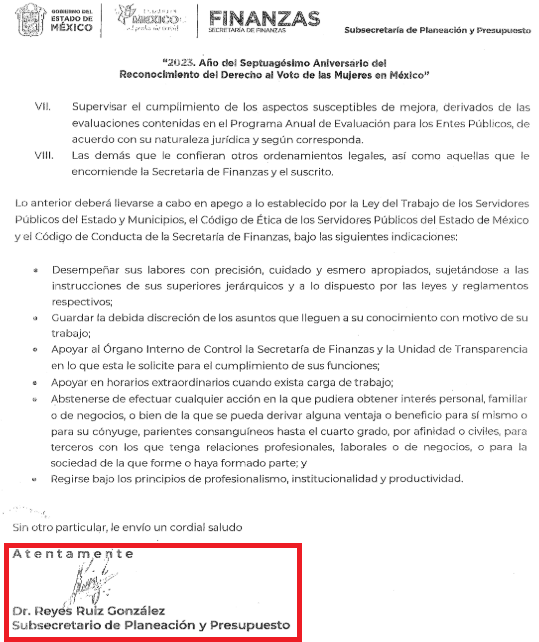 GOBIERNO DEL
ESTADO DE
MÉXICO
MÉXICO
FINANZAS
SECRETARÍA DE FINANZAS
Subsecretaría de Planeación y Presupuesto
"2023. Año del Septuagésimo Aniversario del
Reconocimiento del Derecho al Voto de las Mujeres en México"
VII. Supervisar el cumplimiento de los aspectos susceptibles de mejora, derivados de las
evaluaciones contenidas en el Programa Anual de Evaluación para los Entes Públicos, de
acuerdo con su naturaleza jurídica y según corresponda.
VIII. Las demás que le confieran otros ordenamientos legales, así como aquellas que le
encomiende la Secretaria de Finanzas y el suscrito.
Lo anterior deberá llevarse a cabo en apego a lo establecido por la Ley del Trabajo de los Servidores
Públicos del Estado y Municipios, el Código de Ética de los Servidores Públicos del Estado de México
y el Código de Conducta de la Secretaría de Finanzas, bajo las siguientes indicaciones:
Desempeñar sus labores con precisión, cuidado y esmero apropiados, sujetándose a las
instrucciones de sus superiores jerárquicos y a lo dispuesto por las leyes y reglamentos
respectivos;
Guardar la debida discreción de los asuntos que lleguen a su conocimiento con motivo de su
trabajo;
Apoyar al Órgano Interno de Control la Secretaría de Finanzas y la Unidad de Transparencia
en lo que esta le solicite para el cumplimiento de sus funciones;
Apoyar en horarios extraordinarios cuando exista carga de trabajo;
Abstenerse de efectuar cualquier acción en la que pudiera obtener interés personal, familiar
o de negocios, o bien de la que se pueda derivar alguna ventaja o beneficio para sí mismo o
para su cónyuge, parientes consanguíneos hasta el cuarto grado, por afinidad o civiles, para
terceros con los que tenga relaciones profesionales, laborales o de negocios, o para la
sociedad de la que forme o haya formado parte; y
Regirse bajo los principios de profesionalismo, institucionalidad y productividad.
Sin otro particular, le envío un cordial saludo
Atentamente
Dr. Reyes Ruiz González
Subsecretario de Planeación y Presupuesto